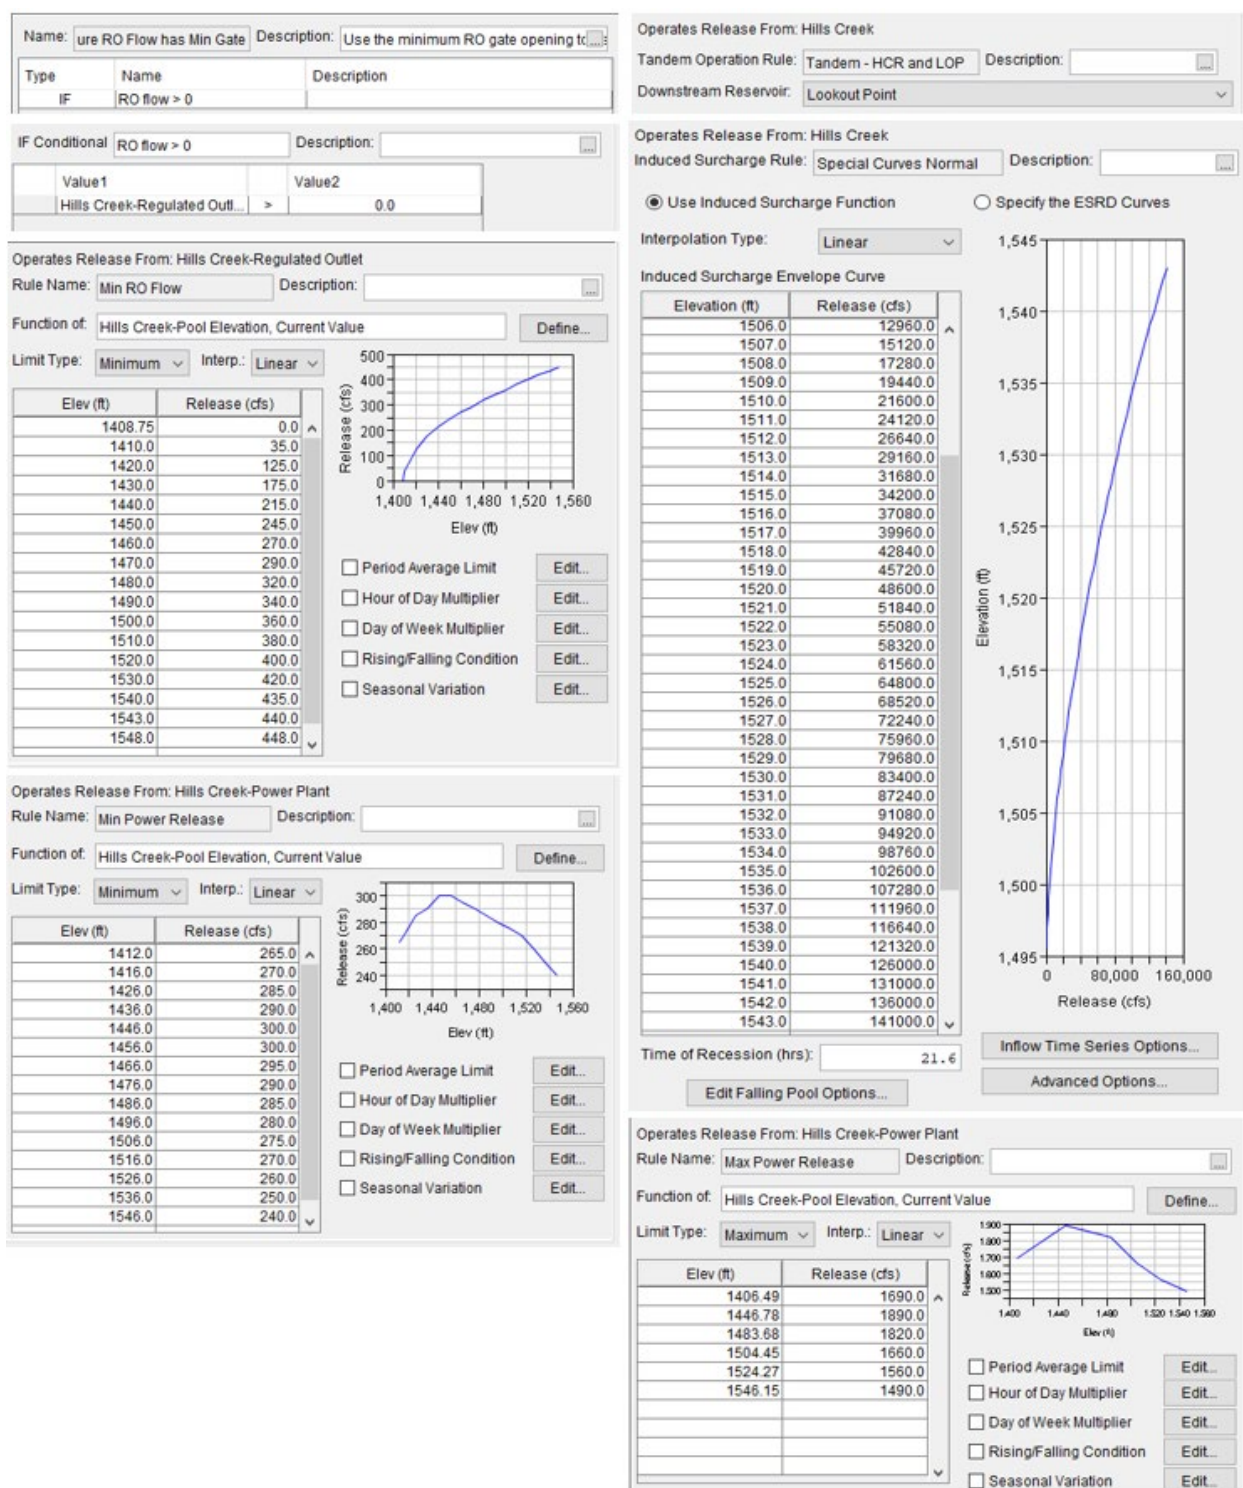 Name: ure RO Flow has Min Gate Description: Use the minimum RO gate opening to ...
Type Name Description
IF RO flow > 0
IF Conditional RO flow > 0 Description: ...
Value1 Value2
Hills Creek-Regulated Outl... > 0.0
Operates Release From: Hills Creek-Regulated Outlet
Rule Name: Min RO Flow Description: ...
Function of: Hills Creek-Pool Elevation, Current Value Define...
Limit Type: Minimum Interp.: Linear
Elev (ft) Release (cfs)
1408.75 0.0
1410.0 35.0
1420.0 125.0
1430.0 175.0
1440.0 215.0
1450.0 245.0
1460.0 270.0
1470.0 290.0
1480.0 320.0
1490.0 340.0
1500.0 360.0
1510.0 380.0
1520.0 400.0
1530.0 420.0
1540.0 435.0
1543.0 440.0
1548.0 448.0
Release (cfs)
500
400
300
200
100
0
1,400 1,440 1,480 1,520 1,560
Elev (ft)
Period Average Limit Edit...
Hour of Day Multiplier Edit...
Day of Week Multiplier Edit...
Rising/Falling Condition Edit...
Seasonal Variation Edit...
Operates Release From: Hills Creek-Power Plant
Rule Name: Min Power Release Description: ...
Function of: Hills Creek-Pool Elevation, Current Value Define...
Limit Type: Minimum Interp.: Linear
Elev (ft) Release (cfs)
1412.0 265.0
1416.0 270.0
1426.0 285.0
1436.0 290.0
1446.0 300.0
1456.0 300.0
1466.0 295.0
1476.0 290.0
1486.0 285.0
1496.0 280.0
1506.0 275.0
1516.0 270.0
1526.0 260.0
1536.0 250.0
1546.0 240.0
Release (cfs)
300
280
260
240
1,400 1,440 1,480 1,520 1,560
Elev (ft)
Period Average Limit Edit...
Hour of Day Multiplier Edit...
Day of Week Multiplier Edit...
Rising/Falling Condition Edit...
Seasonal Variation Edit...
Operates Release From: Hills Creek
Tandem Operation Rule: Tandem - HCR and LOP Description: ...
Downstream Reservoir: Lookout Point
Operates Release From: Hills Creek
Induced Surcharge Rule: Special Curves Normal Description: ...
Use Induced Surcharge Function Specify the ESRD Curves
Interpolation Type: Linear
Induced Surcharge Envelope Curve
Elevation (ft) Release (cfs)
1506.0 12960.0
1507.0 15120.0
1508.0 17280.0
1509.0 19440.0
1510.0 21600.0
1511.0 24120.0
1512.0 26640.0
1513.0 29160.0
1514.0 31680.0
1515.0 34200.0
1516.0 37080.0
1517.0 39960.0
1518.0 42840.0
1519.0 45720.0
1520.0 48600.0
1521.0 51840.0
1522.0 55080.0
1523.0 58320.0
1524.0 61560.0
1525.0 64800.0
1526.0 68520.0
1527.0 72240.0
1528.0 75960.0
1529.0 79680.0
1530.0 83400.0
1531.0 87240.0
1532.0 91080.0
1533.0 94920.0
1534.0 98760.0
1535.0 102600.0
1536.0 107280.0
1537.0 111960.0
1538.0 116640.0
1539.0 121320.0
1540.0 126000.0
1541.0 131000.0
1542.0 136000.0
1543.0 141000.0
Elevation (ft)
1,545
1,540
1,535
1,530
1,525
1,520
1,515
1,510
1,505
1,500
1,495
0 80,000 160,000
Release (cfs)
Time of Recession (hrs): 21.6
Edit Falling Pool Options...
Inflow Time Series Options...
Advanced Options...
Operates Release From: Hills Creek-Power Plant
Rule Name: Max Power Release Description: ...
Function of: Hills Creek-Pool Elevation, Current Value Define...
Limit Type: Maximum Interp.: Linear
Elev (ft) Release (cfs)
1406.49 1690.0
1446.78 1890.0
1483.68 1820.0
1504.45 1660.0
1524.27 1560.0
1546.15 1490.0
Release (cfs)
1.900
1.800
1.700
1.600
1.500
1.400 1.440 1.480 1.520 1.540 1.560
Elev (ft)
Period Average Limit Edit...
Hour of Day Multiplier Edit...
Day of Week Multiplier Edit...
Rising/Falling Condition Edit...
Seasonal Variation Edit...